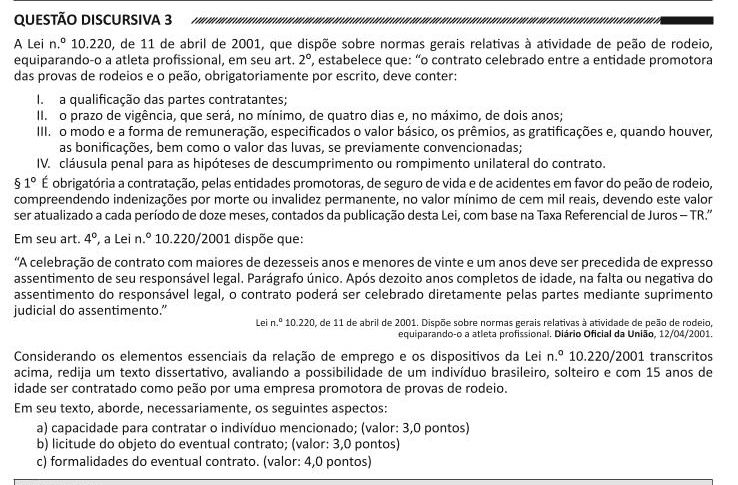 QUESTÃO DISCURSIVA 3
A Lei n.º 10.220, de 11 de abril de 2001, que dispõe sobre normas gerais relativas à atividade de peão de rodeio,
equiparando-o a atleta profissional, em seu art. 2º, estabelece que: “o contrato celebrado entre a entidade promotora
das provas de rodeios e o peão, obrigatoriamente por escrito, deve conter:
I. a qualificação das partes contratantes;
II. o prazo de vigência, que será, no mínimo, de quatro dias e, no máximo, de dois anos;
III. o modo e a forma de remuneração, especificados o valor básico, os prêmios, as gratificações e, quando houver,
as bonificações, bem como o valor das luvas, se previamente convencionadas;
IV. cláusula penal para as hipóteses de descumprimento ou rompimento unilateral do contrato.
§ 1º É obrigatória a contratação, pelas entidades promotoras, de seguro de vida e de acidentes em favor do peão de rodeio,
compreendendo indenizações por morte ou invalidez permanente, no valor mínimo de cem mil reais, devendo este valor
ser atualizado a cada período de doze meses, contados da publicação desta Lei, com base na Taxa Referencial de Juros – TR.”
Em seu art. 4º, a Lei n.º 10.220/2001 dispõe que:
“A celebração de contrato com maiores de dezesseis anos e menores de vinte e um anos deve ser precedida de expresso
assentimento de seu responsável legal. Parágrafo único. Após dezoito anos completos de idade, na falta ou negativa do
assentimento do responsável legal, o contrato poderá ser celebrado diretamente pelas partes mediante suprimento
judicial do assentimento.”
Lei n.º 10.220, de 11 de abril de 2001. Dispõe sobre normas gerais relativas à atividade de peão de rodeio,
equiparando-o a atleta profissional. Diário Oficial da União, 12/04/2001.
Considerando os elementos essenciais da relação de emprego e os dispositivos da Lei n.º 10.220/2001 transcritos
acima, redija um texto dissertativo, avaliando a possibilidade de um indivíduo brasileiro, solteiro e com 15 anos de
idade ser contratado como peão por uma empresa promotora de provas de rodeio.
Em seu texto, aborde, necessariamente, os seguintes aspectos:
a) capacidade para contratar o indivíduo mencionado; (valor: 3,0 pontos)
b) licitude do objeto do eventual contrato; (valor: 3,0 pontos)
c) formalidades do eventual contrato. (valor: 4,0 pontos)